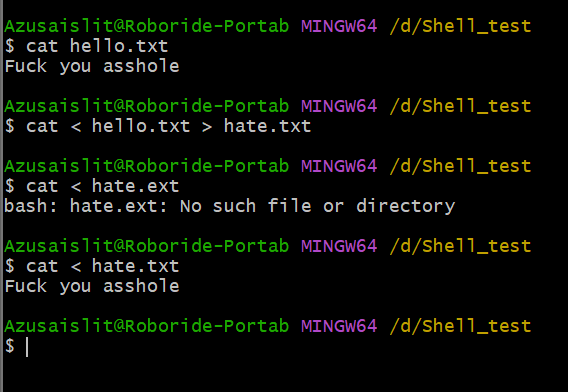 Azusaislit@Roboride-Portab MINGW64 /d/Shell_test
$ cat hello.txt
Fuck you asshole
Azusaislit@Roboride-Portab MINGW64 /d/Shell_test
$ cat < hello.txt > hate.txt
Azusaislit@Roboride-Portab MINGW64 /d/Shell_test
$ cat < hate.ext
bash: hate.ext: No such file or directory
Azusaislit@Roboride-Portab MINGW64 /d/Shell_test
$ cat < hate.txt
Fuck you asshole
Azusaislit@Roboride-Portab MINGW64 /d/Shell_test
$